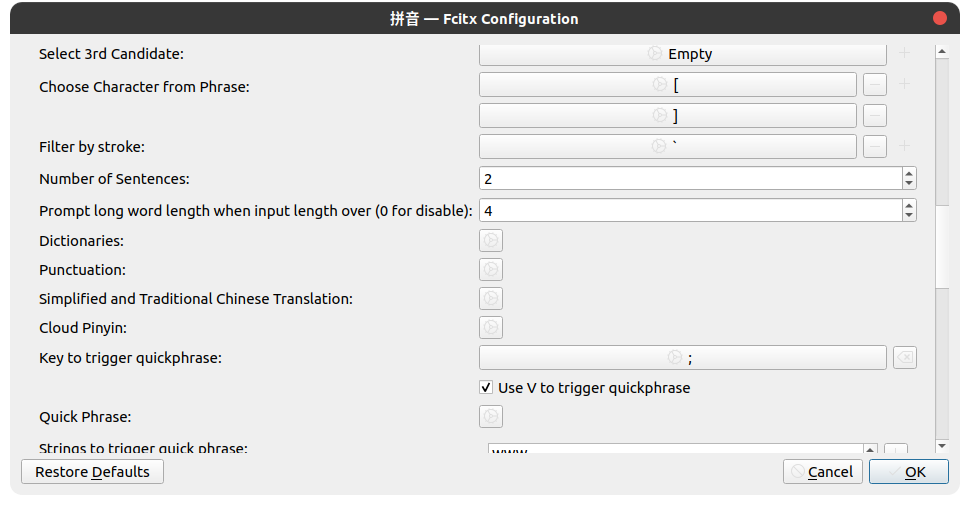 拼音 — Fcitx Configuration
Select 3rd Candidate: Empty
Choose Character from Phrase: [
]
Filter by stroke: `
Number of Sentences: 2
Prompt long word length when input length over (0 for disable): 4
Dictionaries:
Punctuation:
Simplified and Traditional Chinese Translation:
Cloud Pinyin:
Key to trigger quickphrase: ;
Use V to trigger quickphrase
Quick Phrase:
Strings to trigger quick phrase: www.
Restore Defaults Cancel OK